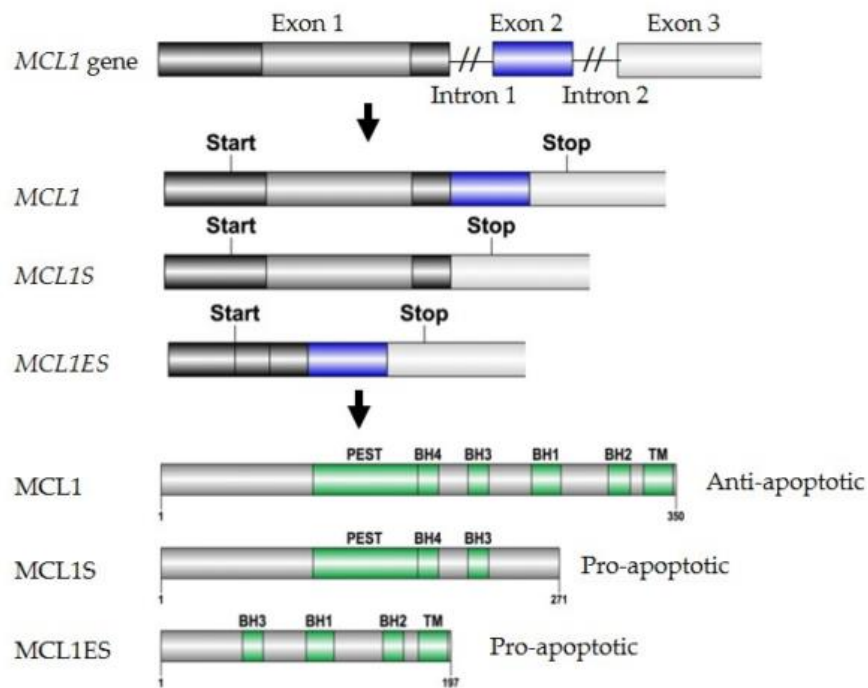 Exon 1 Exon 2 Exon 3
MCL1 gene
Intron 1 Intron 2
Start Stop
MCL1
Start Stop
MCL1S
Start Stop
MCL1ES
PEST BH4 BH3 BH1 BH2 TM
MCL1 Anti-apoptotic
1 350
PEST BH4 BH3
MCL1S Pro-apoptotic
1 271
BH3 BH1 BH2 TM
MCL1ES Pro-apoptotic
1 197